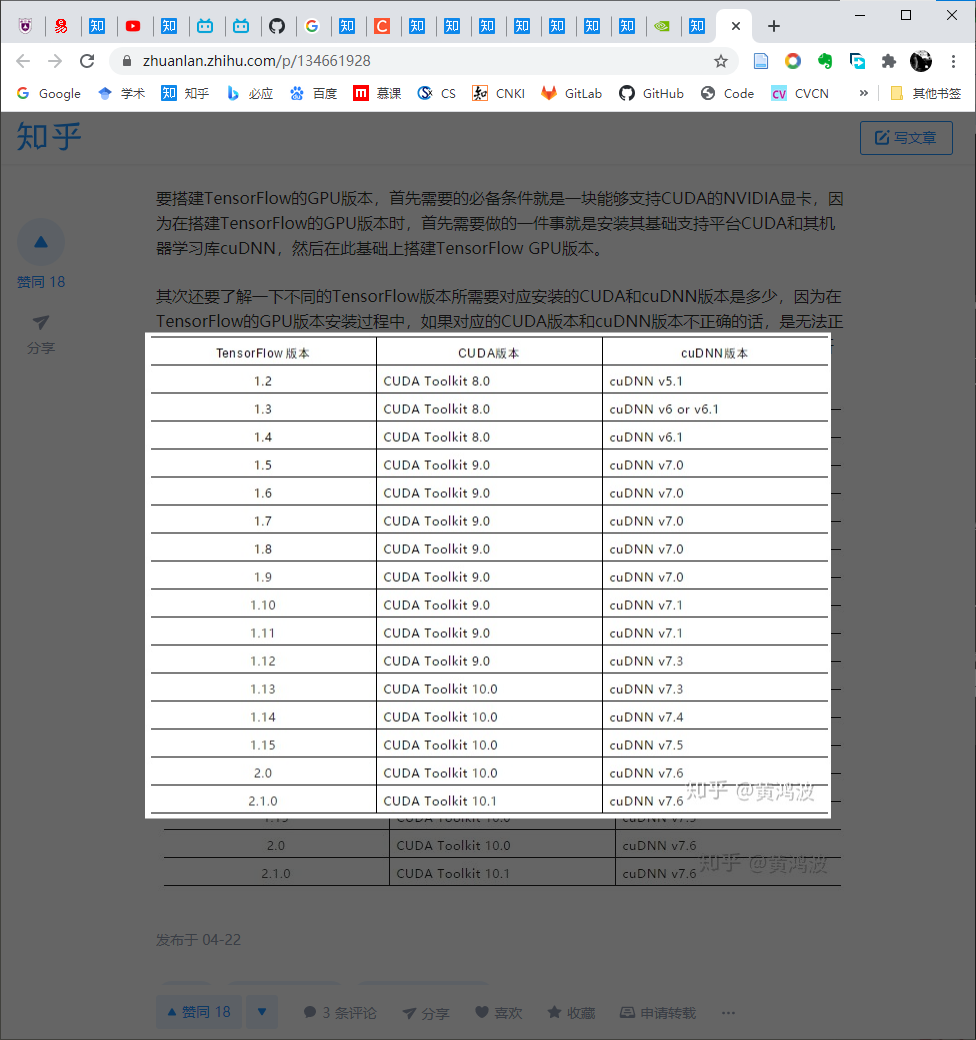 zhuanlan.zhihu.com/p/134661928
Google 学术 知乎 必应 百度 慕课 CS CNKI GitLab GitHub Code CVCN » 其他书签
知乎 写文章
要搭建TensorFlow的GPU版本，首先需要的必备条件就是一块能够支持CUDA的NVIDIA显卡，因
为在搭建TensorFlow的GPU版本时，首先需要做的一件事就是安装其基础支持平台CUDA和其机
器学习库cuDNN，然后在此基础上搭建TensorFlow GPU版本。
赞同 18
其次还要了解一下不同的TensorFlow版本所需要对应安装的CUDA和cuDNN版本是多少，因为在
TensorFlow的GPU版本安装过程中，如果对应的CUDA版本和cuDNN版本不正确的话，是无法正
分享
TensorFlow 版本 CUDA版本 cuDNN版本
1.2 CUDA Toolkit 8.0 cuDNN v5.1
1.3 CUDA Toolkit 8.0 cuDNN v6 or v6.1
1.4 CUDA Toolkit 8.0 cuDNN v6.1
1.5 CUDA Toolkit 9.0 cuDNN v7.0
1.6 CUDA Toolkit 9.0 cuDNN v7.0
1.7 CUDA Toolkit 9.0 cuDNN v7.0
1.8 CUDA Toolkit 9.0 cuDNN v7.0
1.9 CUDA Toolkit 9.0 cuDNN v7.0
1.10 CUDA Toolkit 9.0 cuDNN v7.1
1.11 CUDA Toolkit 9.0 cuDNN v7.1
1.12 CUDA Toolkit 9.0 cuDNN v7.3
1.13 CUDA Toolkit 10.0 cuDNN v7.3
1.14 CUDA Toolkit 10.0 cuDNN v7.4
1.15 CUDA Toolkit 10.0 cuDNN v7.5
2.0 CUDA Toolkit 10.0 cuDNN v7.6
2.1.0 CUDA Toolkit 10.1 cuDNN v7.6
知乎 @黄鸿波
1.15 CUDA Toolkit 10.0 cuDNN v7.5
2.0 CUDA Toolkit 10.0 cuDNN v7.6
知乎 @黄鸿波
2.1.0 CUDA Toolkit 10.1 cuDNN v7.6
发布于 04-22
赞同 18 3 条评论 分享 喜欢 收藏 申请转载 ···